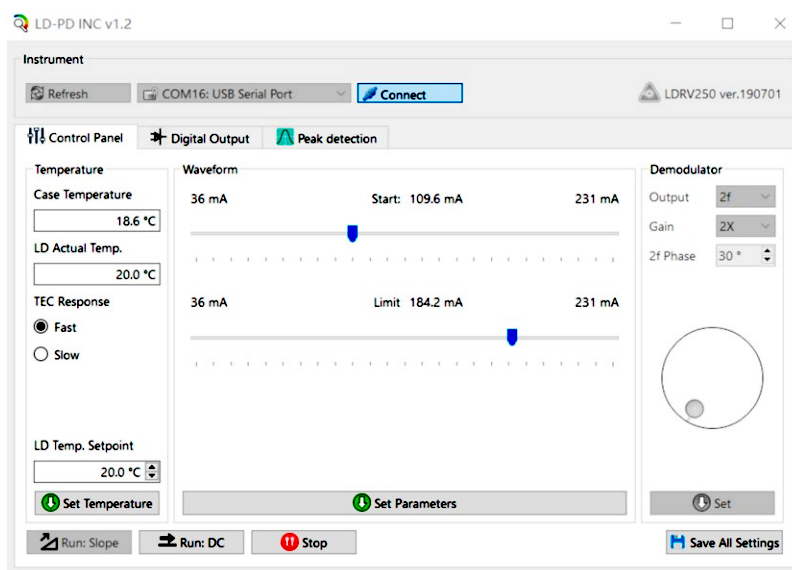 LD-PD INC v1.2
Instrument
Refresh COM16: USB Serial Port Connect LDRV250 ver.190701
Control Panel Digital Output Peak detection
Temperature Waveform Demodulator
Case Temperature 36 mA Start: 109.6 mA 231 mA Output 2f
18.6 °C Gain 2X
LD Actual Temp. 2f Phase 30 °
20.0 °C
TEC Response 36 mA Limit 184.2 mA 231 mA
Fast
Slow
LD Temp. Setpoint
20.0 °C
Set Temperature Set Parameters Set
Run: Slope Run: DC Stop Save All Settings